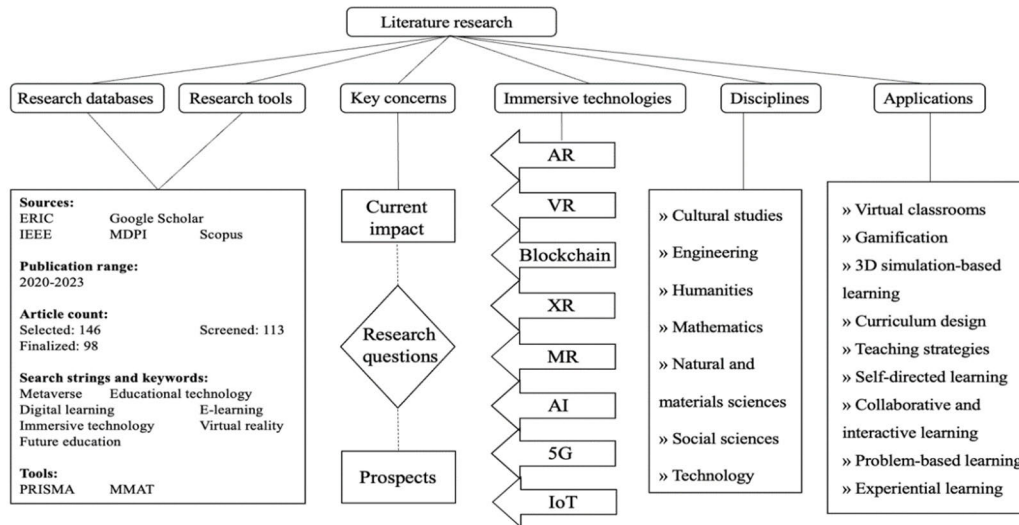 Literature research
Research databases
Research tools
Key concerns
Immersive technologies
Disciplines
Applications
Sources:
ERIC Google Scholar
IEEE MDPI Scopus
Publication range:
2020-2023
Article count:
Selected: 146 Screened: 113
Finalized: 98
Search strings and keywords:
Metaverse Educational technology
Digital learning E-learning
Immersive technology Virtual reality
Future education
Tools:
PRISMA MMAT
Current
impact
Research
questions
Prospects
AR
VR
Blockchain
XR
MR
AI
5G
IoT
» Cultural studies
» Engineering
» Humanities
» Mathematics
» Natural and
materials sciences
» Social sciences
» Technology
» Virtual classrooms
» Gamification
» 3D simulation-based
learning
» Curriculum design
» Teaching strategies
» Self-directed learning
» Collaborative and
interactive learning
» Problem-based learning
» Experiential learning